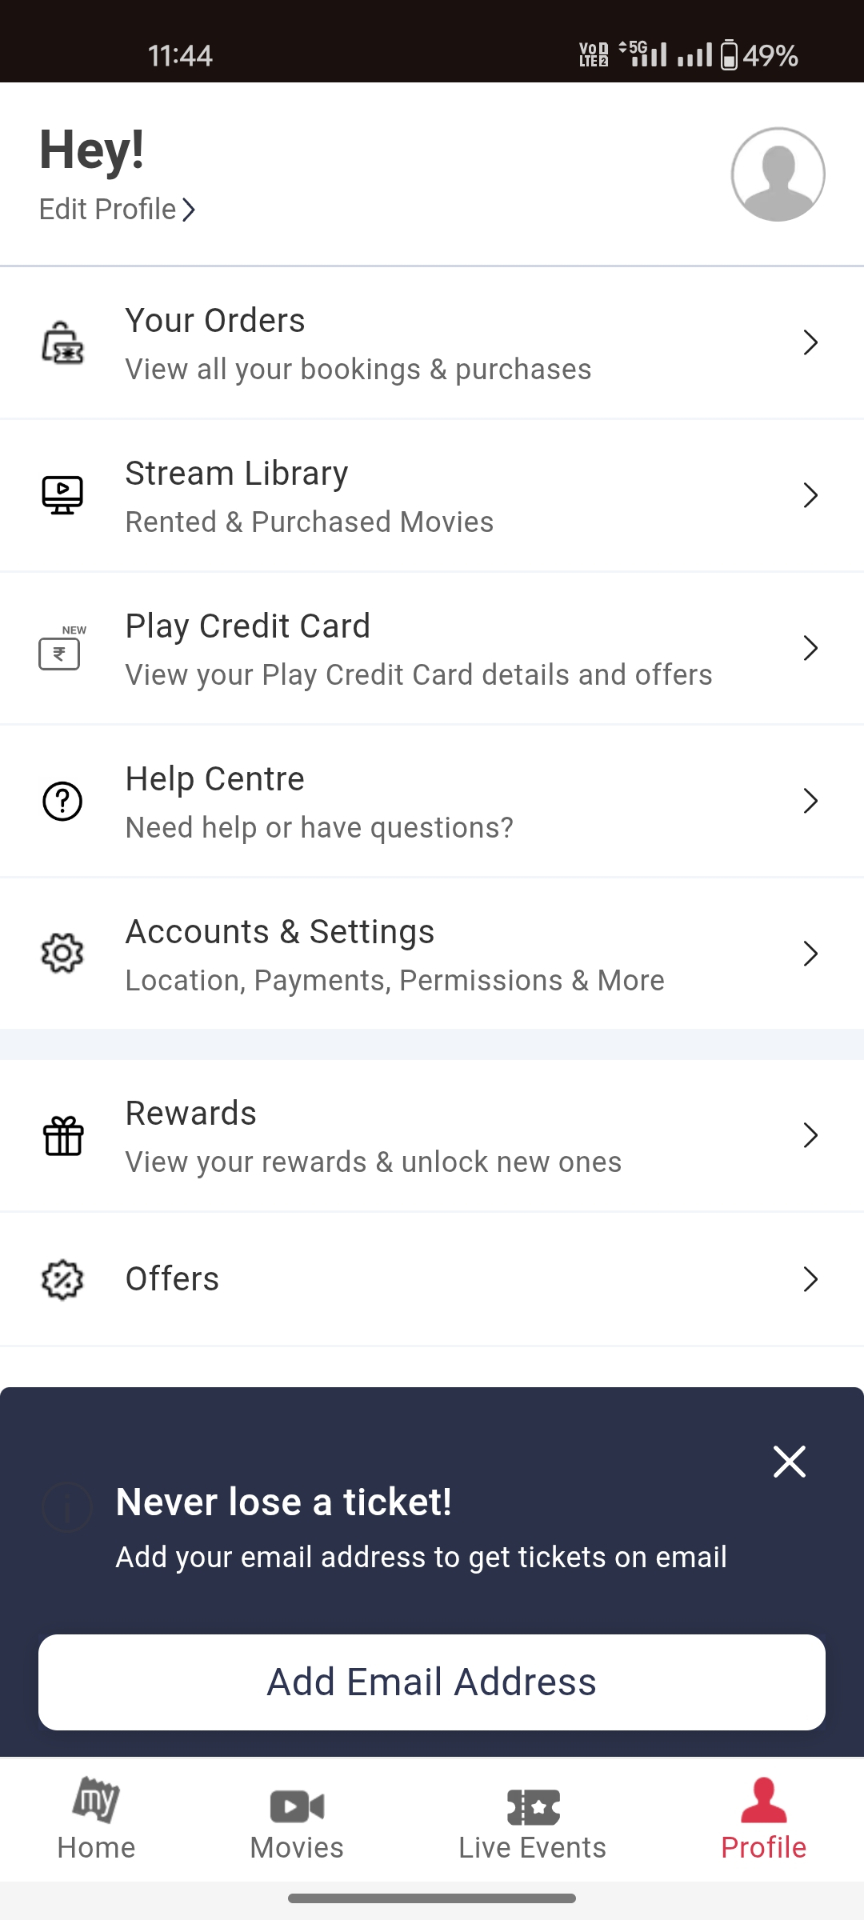 11:44
Vo LTE2 5G 49%
Hey!
Edit Profile
Your Orders
View all your bookings & purchases
Stream Library
Rented & Purchased Movies
NEW
₹
Play Credit Card
View your Play Credit Card details and offers
Help Centre
Need help or have questions?
Accounts & Settings
Location, Payments, Permissions & More
Rewards
View your rewards & unlock new ones
Offers
Never lose a ticket!
Add your email address to get tickets on email
Add Email Address
my
Home
Movies
Live Events
Profile